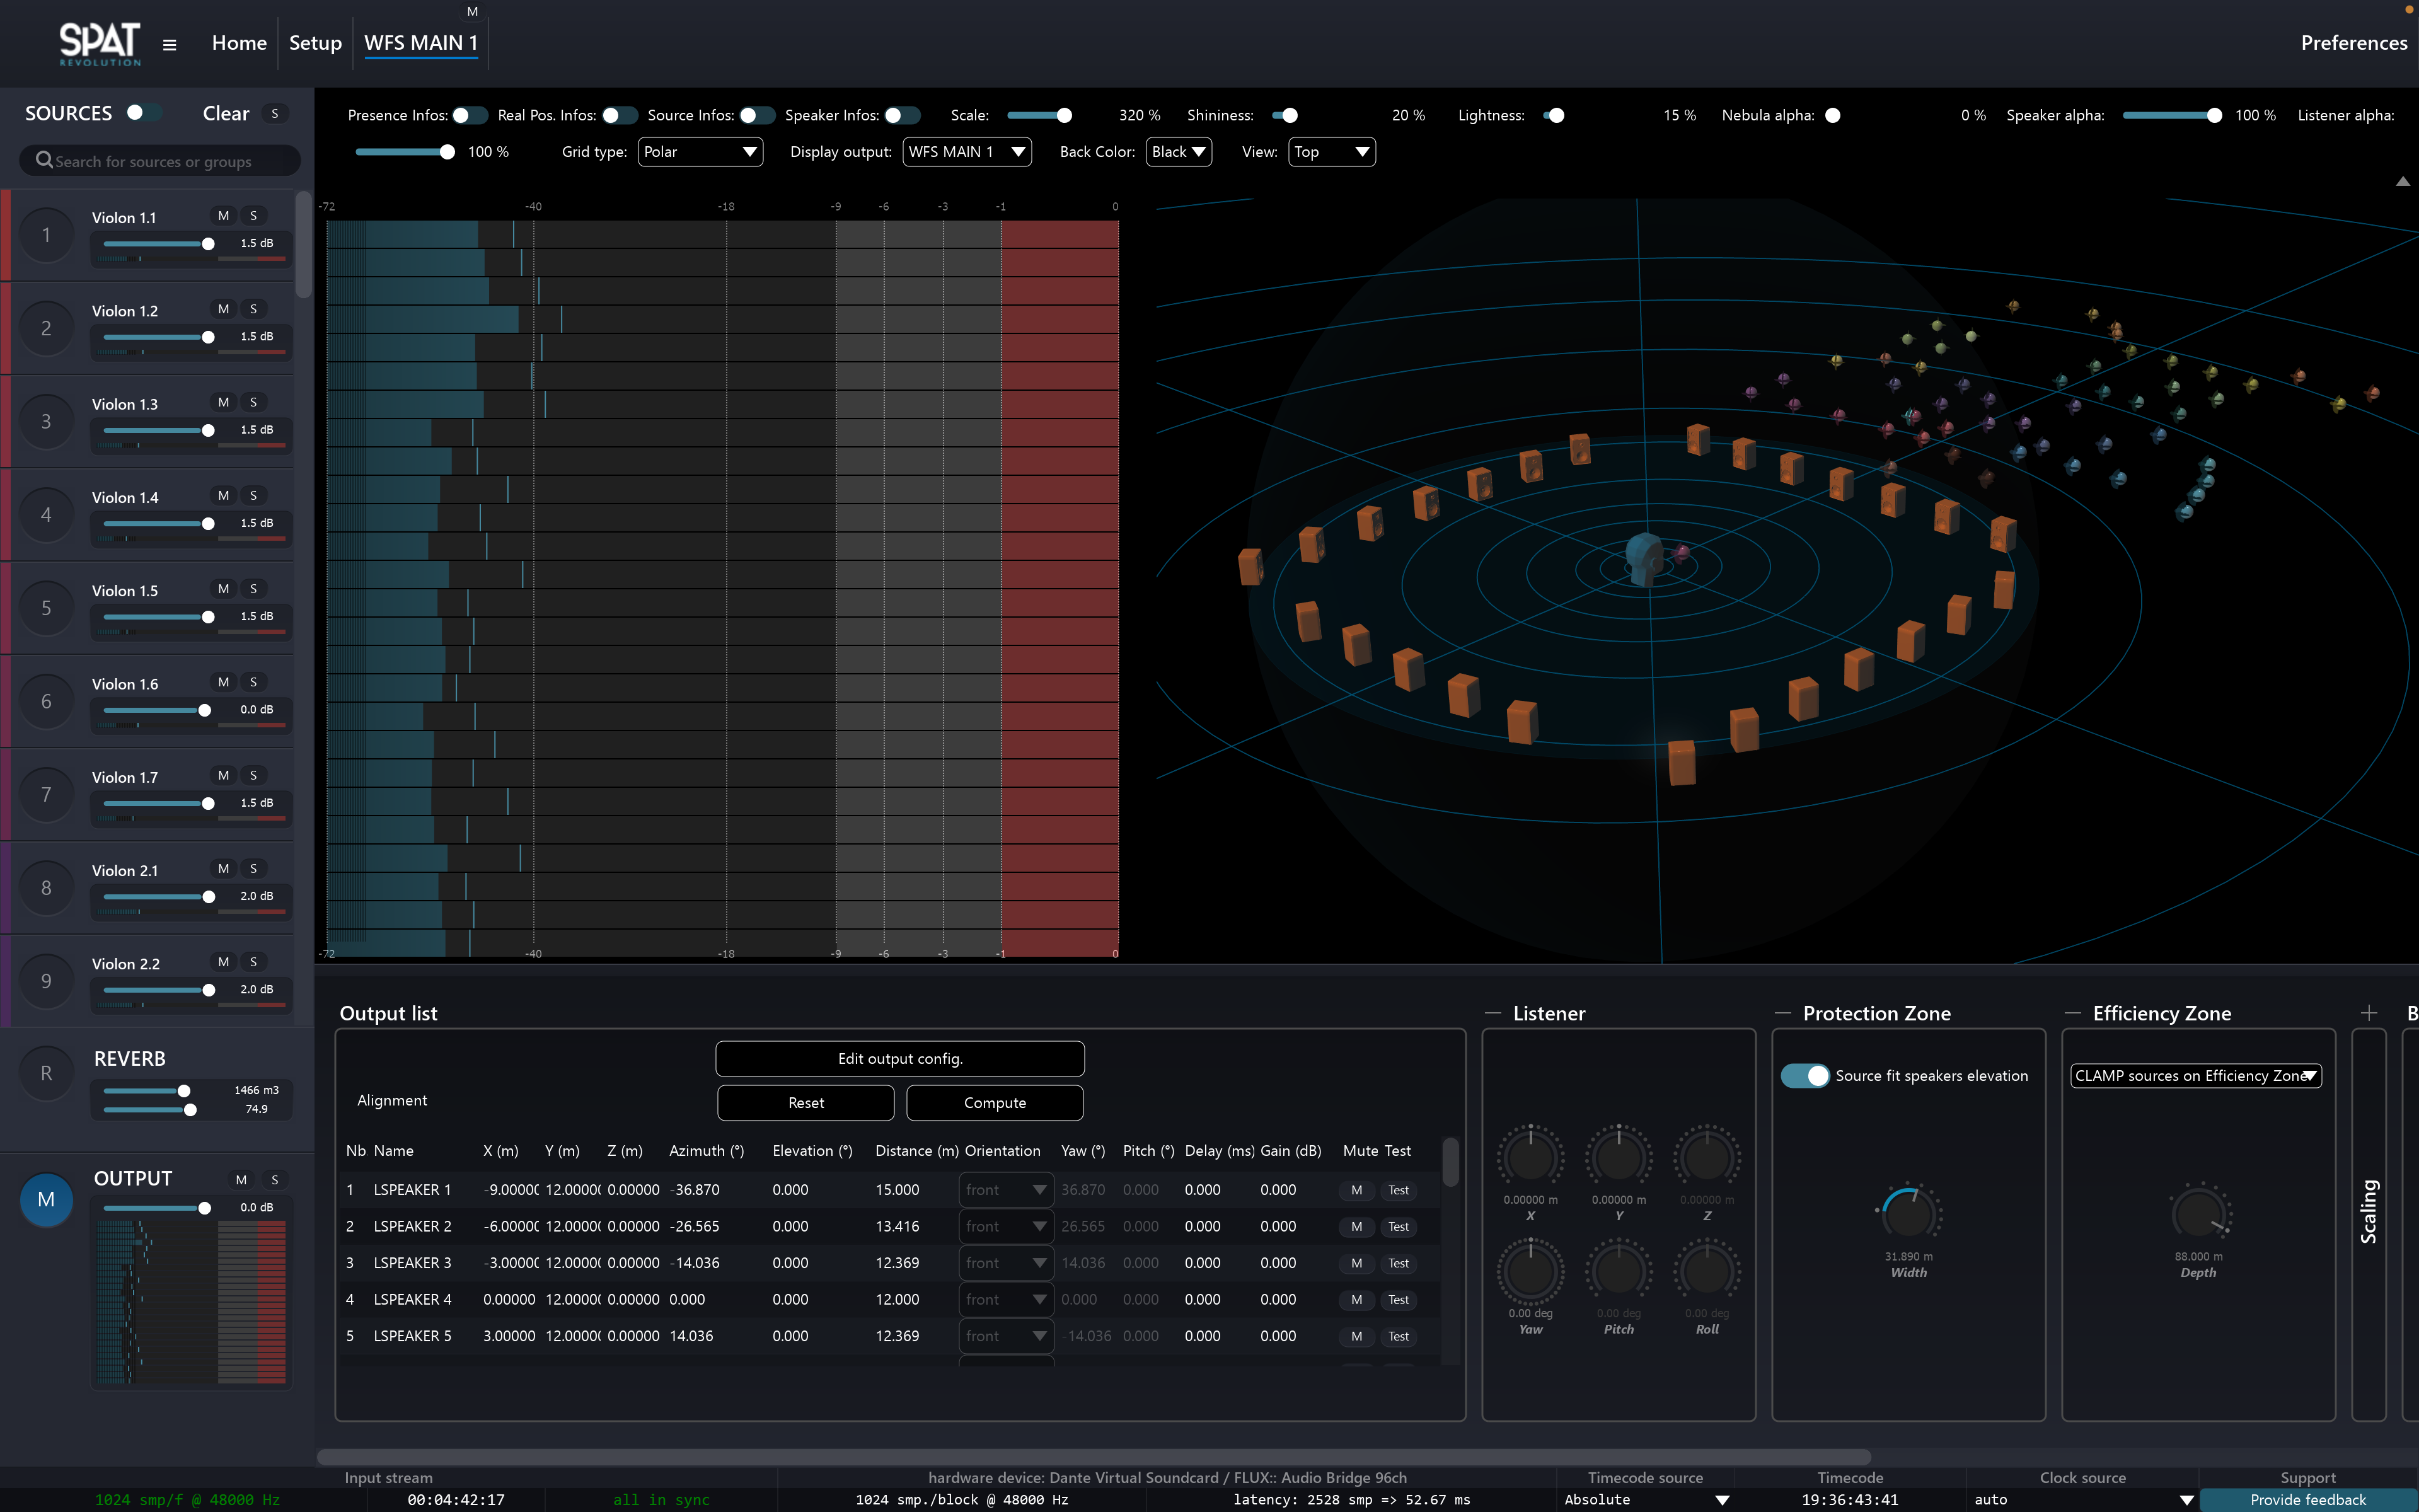 M
SPAT
REVOLUTION
Home
Setup
WFS MAIN 1
Preferences
SOURCES
Clear
S
Search for sources or groups
Presence Infos:
Real Pos. Infos:
Source Infos:
Speaker Infos:
Scale:
320 %
Shininess:
20 %
Lightness:
15 %
Nebula alpha:
0 %
Speaker alpha:
100 %
Listener alpha:
100 %
Grid type:
Polar
Display output:
WFS MAIN 1
Back Color:
Black
View:
Top
1
Violon 1.1
M
S
1.5 dB
2
Violon 1.2
M
S
1.5 dB
3
Violon 1.3
M
S
1.5 dB
4
Violon 1.4
M
S
1.5 dB
5
Violon 1.5
M
S
1.5 dB
6
Violon 1.6
M
S
0.0 dB
7
Violon 1.7
M
S
1.5 dB
8
Violon 2.1
M
S
2.0 dB
9
Violon 2.2
M
S
2.0 dB
R
REVERB
1466 m3
74.9
M
OUTPUT
M
S
0.0 dB
-72 -40 -18 -9 -6 -3 -1 0
-72 -40 -18 -9 -6 -3 -1 0
Output list
Edit output config.
Alignment
Reset
Compute
Nb Name X (m) Y (m) Z (m) Azimuth (°) Elevation (°) Distance (m) Orientation Yaw (°) Pitch (°) Delay (ms) Gain (dB) Mute Test
1 LSPEAKER 1 -9.0000 12.0000 0.00000 -36.870 0.000 15.000 front 36.870 0.000 0.000 0.000 M Test
2 LSPEAKER 2 -6.0000 12.0000 0.00000 -26.565 0.000 13.416 front 26.565 0.000 0.000 0.000 M Test
3 LSPEAKER 3 -3.0000 12.0000 0.00000 -14.036 0.000 12.369 front 14.036 0.000 0.000 0.000 M Test
4 LSPEAKER 4 0.00000 12.0000 0.00000 0.000 0.000 12.000 front 0.000 0.000 0.000 0.000 M Test
5 LSPEAKER 5 3.00000 12.0000 0.00000 14.036 0.000 12.369 front -14.036 0.000 0.000 0.000 M Test
Listener
0.00000 m
X
0.00000 m
Y
0.00000 m
Z
0.00 deg
Yaw
0.00 deg
Pitch
0.00 deg
Roll
Protection Zone
Source fit speakers elevation
31.890 m
Width
Efficiency Zone
CLAMP sources on Efficiency Zone
88.000 m
Depth
Scaling
B
Input stream
hardware device: Dante Virtual Soundcard / FLUX:: Audio Bridge 96ch
Timecode source
Timecode
Clock source
Support
1024 smp/f @ 48000 Hz
00:04:42:17
all in sync
1024 smp./block @ 48000 Hz
latency: 2528 smp => 52.67 ms
Absolute
19:36:43:41
auto
Provide feedback